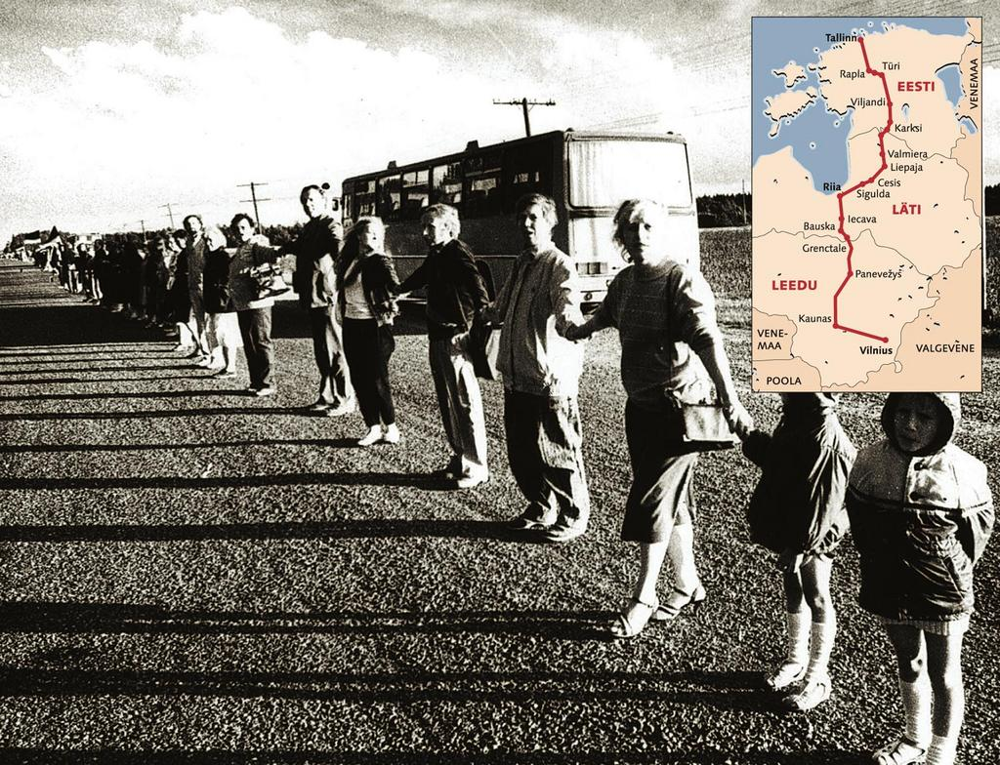 Tallinn
Rapla
Türi
EESTI
VENEMAA
Viljandi
Karksi
Valmiera
Liepaja
Cesis
Riia
Sigulda
LÄTI
Iecava
Bauska
Grenctale
Panevežyš
LEEDU
Kaunas
VENE-
MAA
Vilnius
VALGEVENE
POOLA